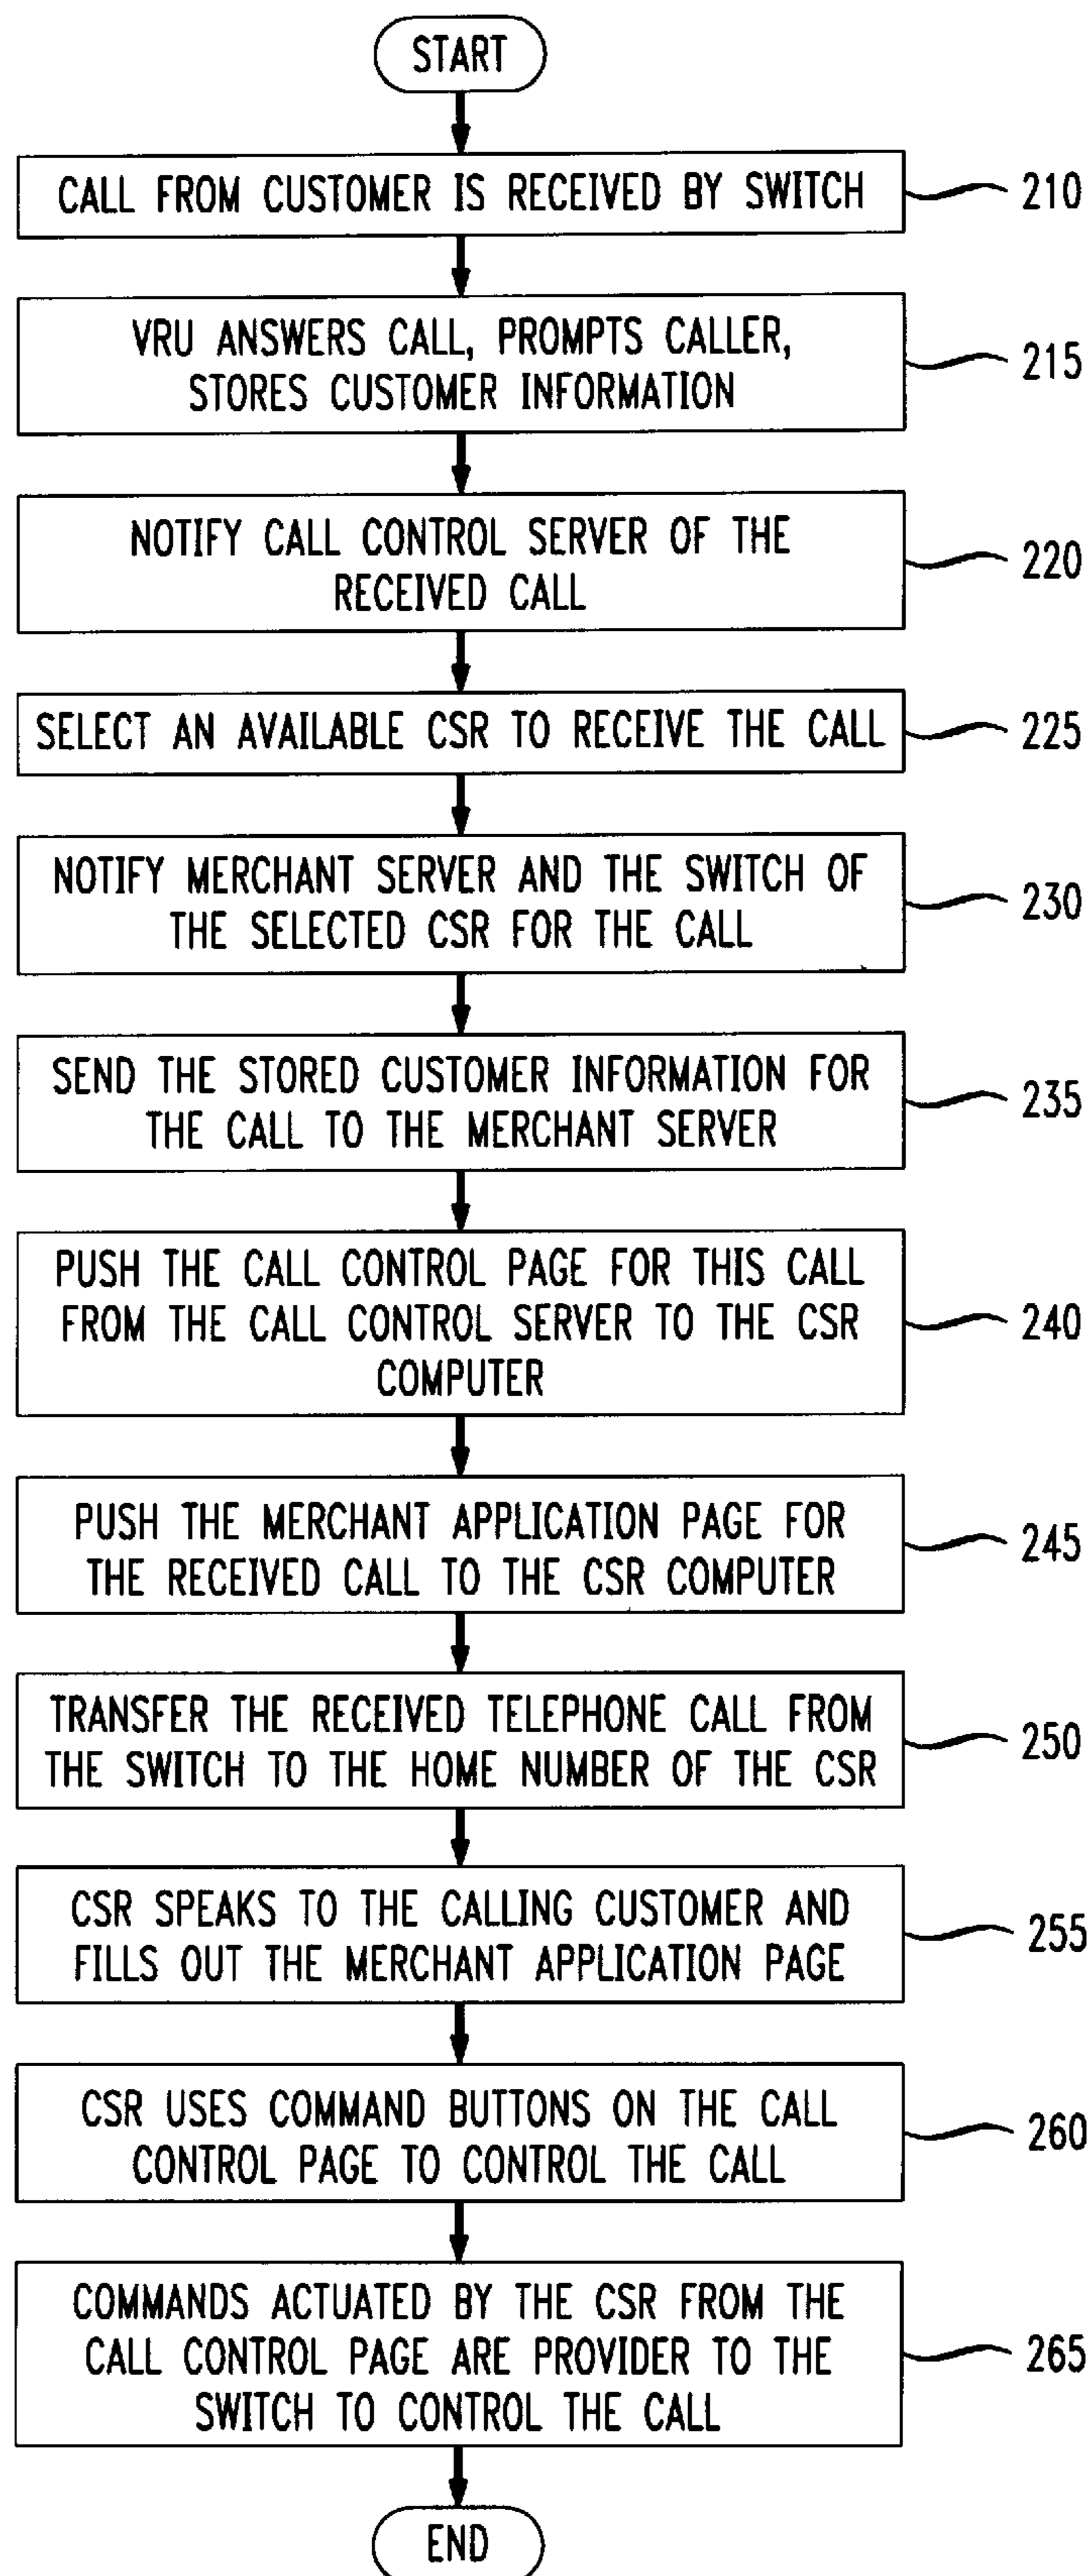 START
CALL FROM CUSTOMER IS RECEIVED BY SWITCH
210
VRU ANSWERS CALL, PROMPTS CALLER,
STORES CUSTOMER INFORMATION
215
NOTIFY CALL CONTROL SERVER OF THE
RECEIVED CALL
220
SELECT AN AVAILABLE CSR TO RECEIVE THE CALL
225
NOTIFY MERCHANT SERVER AND THE SWITCH OF
THE SELECTED CSR FOR THE CALL
230
SEND THE STORED CUSTOMER INFORMATION FOR
THE CALL TO THE MERCHANT SERVER
235
PUSH THE CALL CONTROL PAGE FOR THIS CALL
FROM THE CALL CONTROL SERVER TO THE CSR
COMPUTER
240
PUSH THE MERCHANT APPLICATION PAGE FOR
THE RECEIVED CALL TO THE CSR COMPUTER
245
TRANSFER THE RECEIVED TELEPHONE CALL FROM
THE SWITCH TO THE HOME NUMBER OF THE CSR
250
CSR SPEAKS TO THE CALLING CUSTOMER AND
FILLS OUT THE MERCHANT APPLICATION PAGE
255
CSR USES COMMAND BUTTONS ON THE CALL
CONTROL PAGE TO CONTROL THE CALL
260
COMMANDS ACTUATED BY THE CSR FROM THE
CALL CONTROL PAGE ARE PROVIDER TO THE
SWITCH TO CONTROL THE CALL
265
END